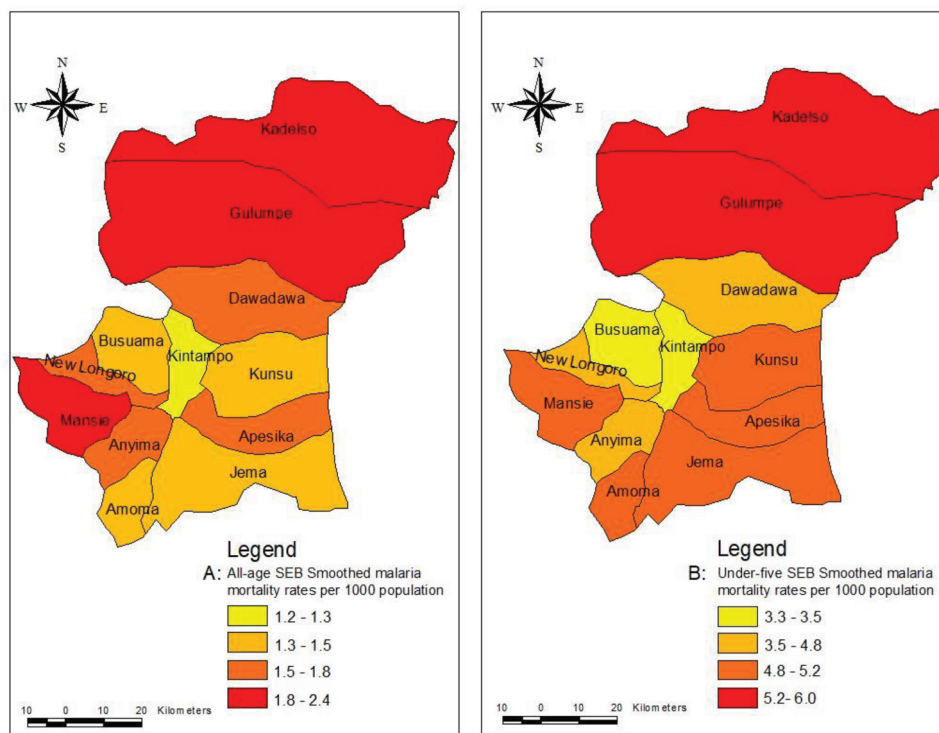 N
W E
S
Kadelso
Gulumpe
Dawadawa
Busuama
Kintampo
New Longoro
Kunsu
Mansie
Apesika
Anyima
Jema
Amoma
Legend
A: All-age SEB Smoothed malaria
mortality rates per 1000 population
1.2 - 1.3
1.3 - 1.5
1.5 - 1.8
1.8 - 2.4
10 0 10 20 Kilometers
N
W E
S
Kadelso
Gulumpe
Dawadawa
Busuama
Kintampo
New Longoro
Kunsu
Mansie
Apesika
Anyima
Jema
Amoma
Legend
B: Under-five SEB Smoothed malaria
mortality rates per 1000 population
3.3 - 3.5
3.5 - 4.8
4.8 - 5.2
5.2- 6.0
10 0 10 20 Kilometers